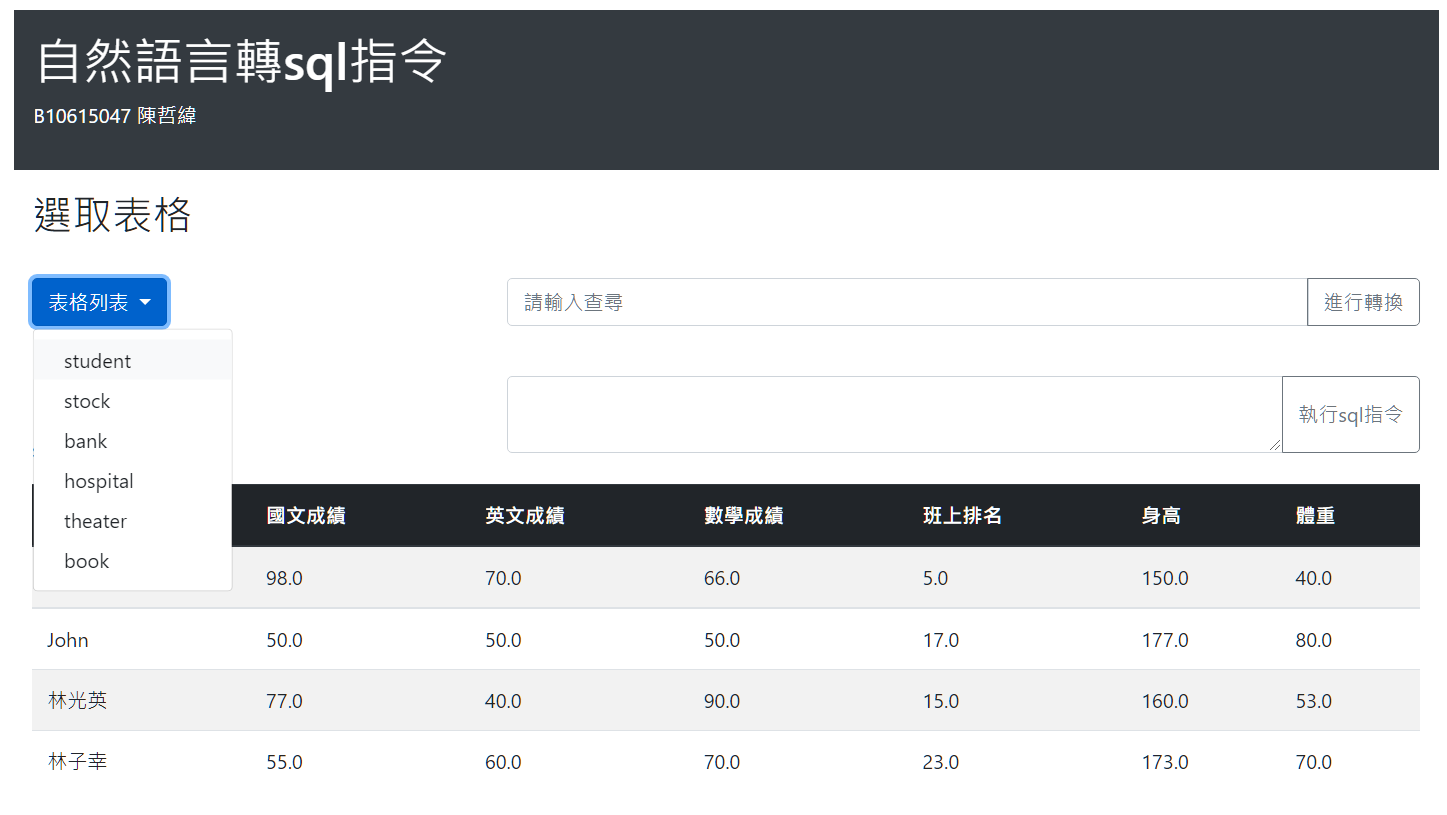 自然語言轉sql指令
B10615047 陳哲緯
選取表格
表格列表
請輸入查尋 進行轉換
student
stock
bank
hospital
theater
book
執行sql指令
國文成績 英文成績 數學成績 班上排名 身高 體重
98.0 70.0 66.0 5.0 150.0 40.0
John 50.0 50.0 50.0 17.0 177.0 80.0
林光英 77.0 40.0 90.0 15.0 160.0 53.0
林子幸 55.0 60.0 70.0 23.0 173.0 70.0